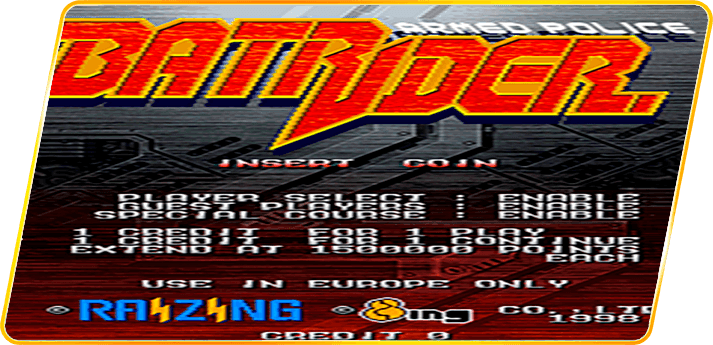 ARMED POLICE
BATRIDER
INSERT COIN
PLAYER SELECT : ENABLE
GUEST PLAYERS : ENABLE
SPECIAL COURSE : ENABLE
1 CREDIT FOR 1 PLAY
1 CREDIT FOR 1 CONTINUE
EXTEND AT 1500000 POINTS
EACH
USE IN EUROPE ONLY
© RAIZING © 8ing CO.,LTD
1998
CREDIT 0